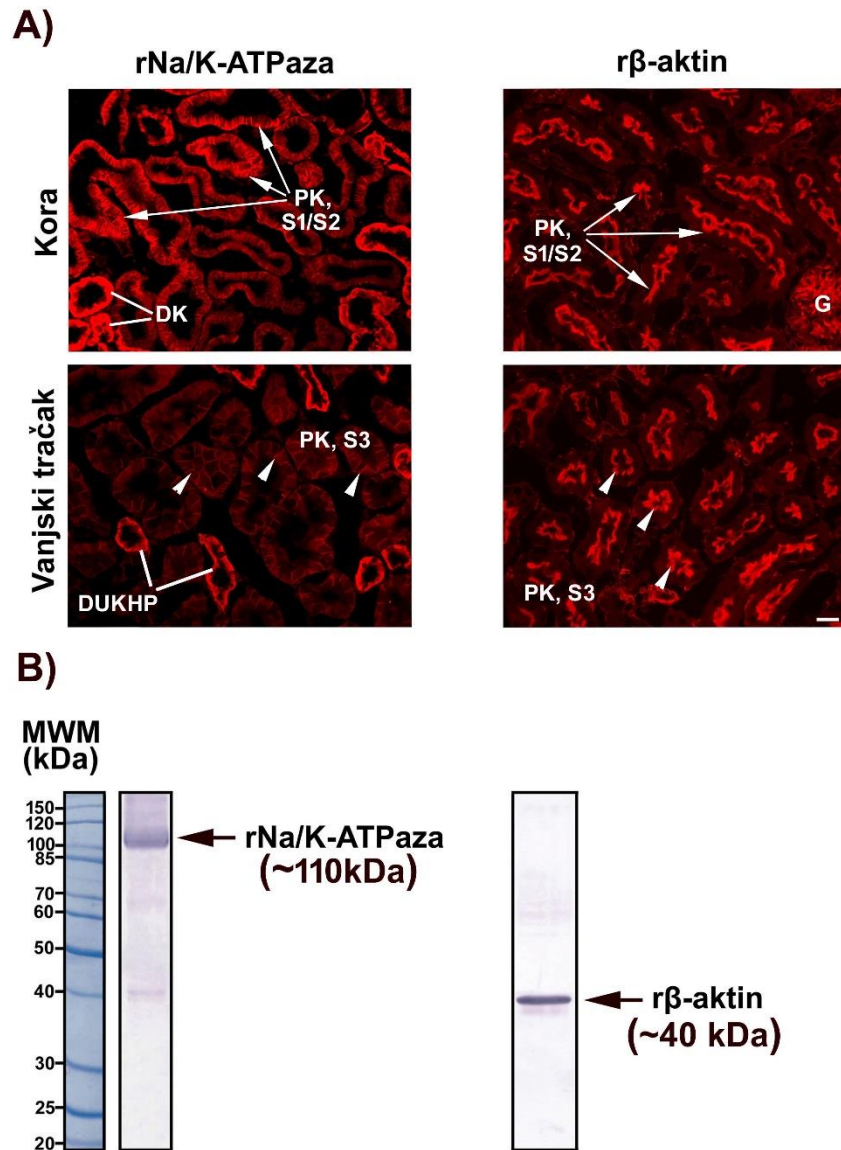 A)
rNa/K-ATPaza
rβ-aktin
Kora
PK,
S1/S2
DK
PK,
S1/S2
G
Vanjski tračak
PK, S3
DUKHP
PK, S3
B)
MWM
(kDa)
150
120
100
85
70
60
50
40
30
25
20
rNa/K-ATPaza
(~110kDa)
rβ-aktin
(~40 kDa)